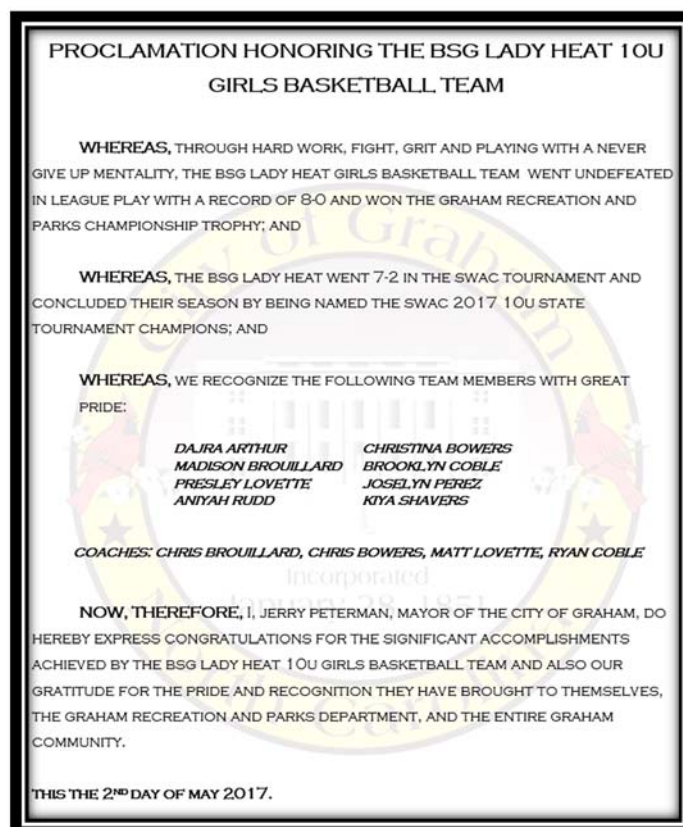 PROCLAMATION HONORING THE BSG LADY HEAT 10U
GIRLS BASKETBALL TEAM
WHEREAS, THROUGH HARD WORK, FIGHT, GRIT AND PLAYING WITH A NEVER
GIVE UP MENTALITY, THE BSG LADY HEAT GIRLS BASKETBALL TEAM WENT UNDEFEATED
IN LEAGUE PLAY WITH A RECORD OF 8-0 AND WON THE GRAHAM RECREATION AND
PARKS CHAMPIONSHIP TROPHY; AND
WHEREAS, THE BSG LADY HEAT WENT 7-2 IN THE SWAC TOURNAMENT AND
CONCLUDED THEIR SEASON BY BEING NAMED THE SWAC 2017 10U STATE
TOURNAMENT CHAMPIONS; AND
WHEREAS, WE RECOGNIZE THE FOLLOWING TEAM MEMBERS WITH GREAT
PRIDE:
DAJRA ARTHUR CHRISTINA BOWERS
MADISON BROUILLARD BROOKLYN COBLE
PRESLEY LOVETTE JOSELYN PEREZ
ANIYAH RUDD KIYA SHAVERS
COACHES: CHRIS BROUILLARD, CHRIS BOWERS, MATT LOVETTE, RYAN COBLE
NOW, THEREFORE, I, JERRY PETERMAN, MAYOR OF THE CITY OF GRAHAM, DO
HEREBY EXPRESS CONGRATULATIONS FOR THE SIGNIFICANT ACCOMPLISHMENTS
ACHIEVED BY THE BSG LADY HEAT 10U GIRLS BASKETBALL TEAM AND ALSO OUR
GRATITUDE FOR THE PRIDE AND RECOGNITION THEY HAVE BROUGHT TO THEMSELVES,
THE GRAHAM RECREATION AND PARKS DEPARTMENT, AND THE ENTIRE GRAHAM
COMMUNITY.
THIS THE 2ND DAY OF MAY 2017.
City of Graham
Incorporated
January 28, 1851
North Carolina